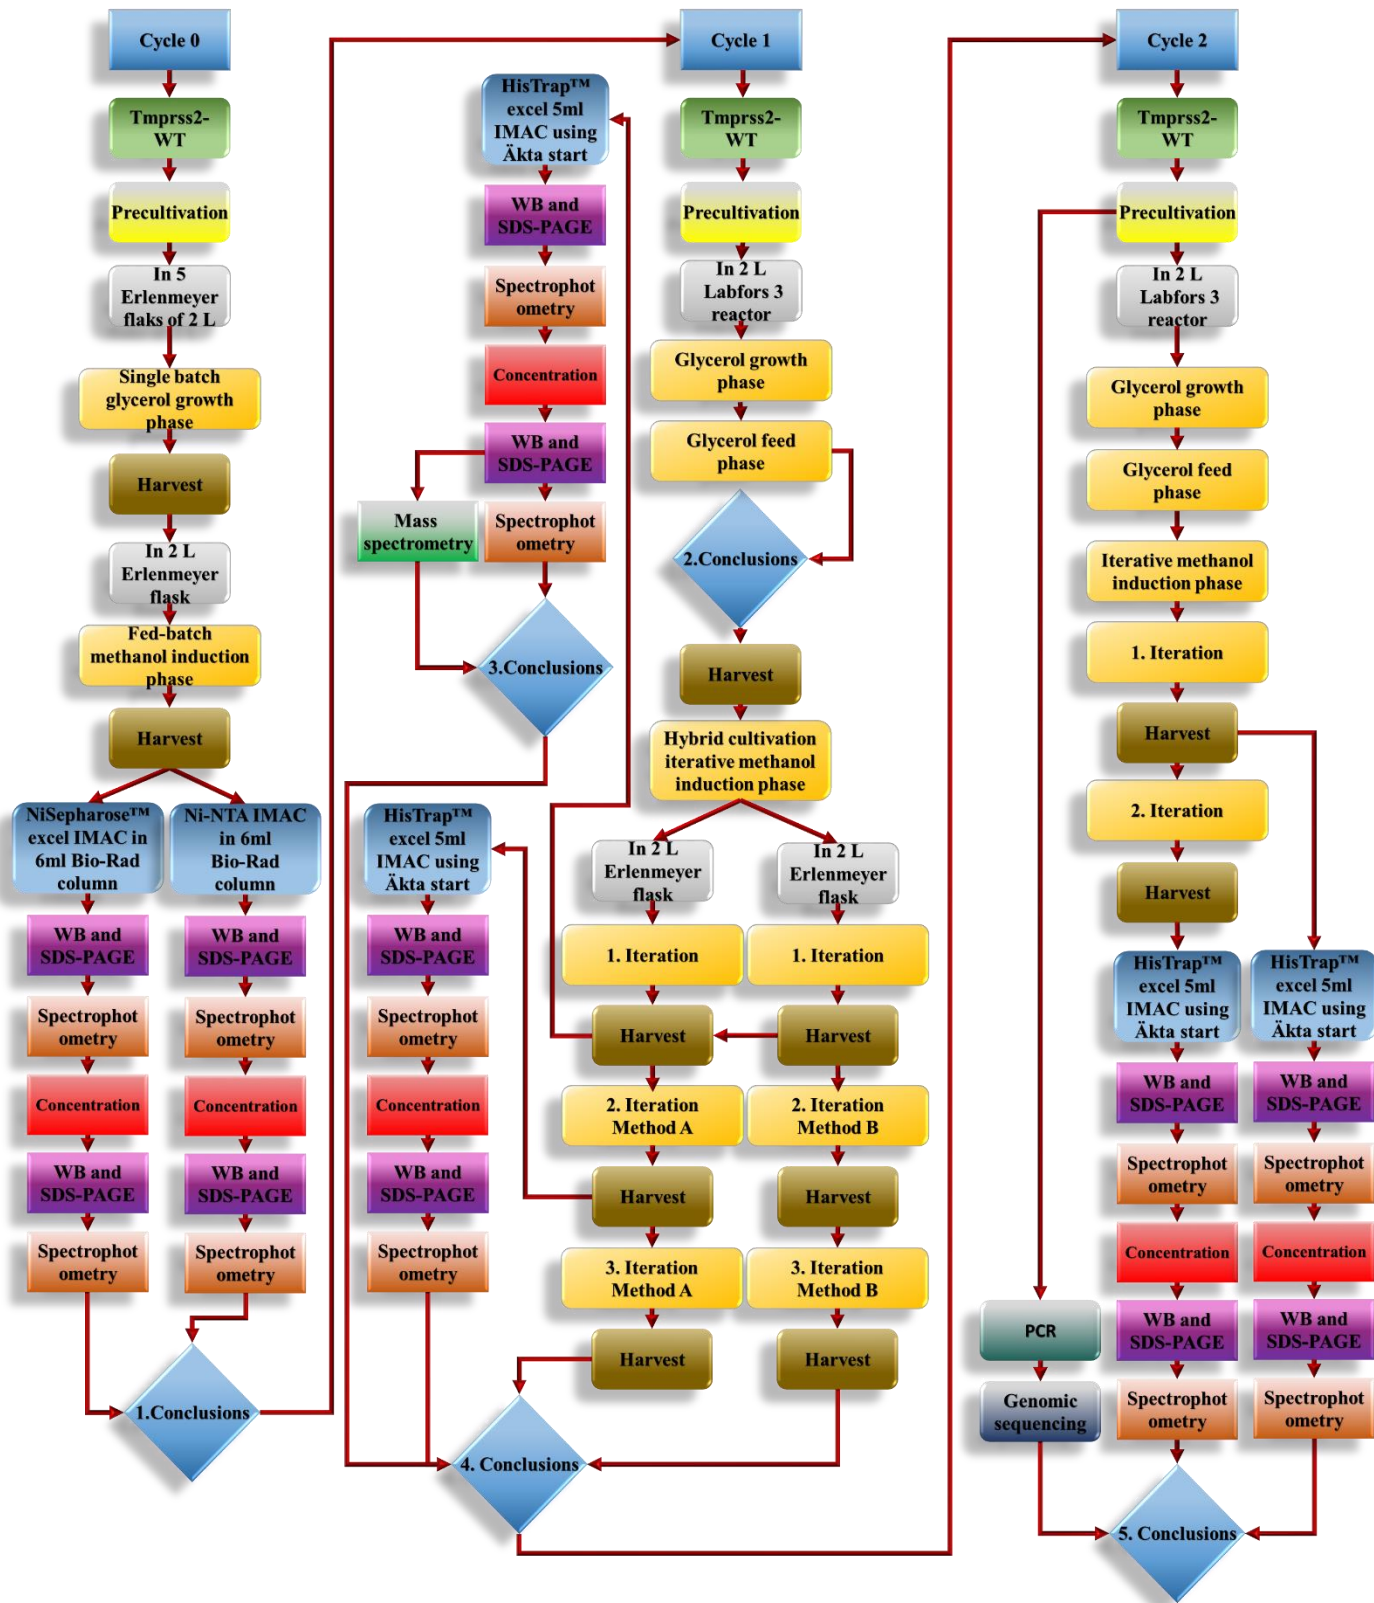 Cycle 0
Tmprss2-
WT
Precultivation
In 5
Erlenmeyer
flaks of 2 L
Single batch
glycerol growth
phase
Harvest
In 2 L
Erlenmeyer
flask
Fed-batch
methanol induction
phase
Harvest
NiSepharose™
excel IMAC in
6ml Bio-Rad
column
WB and
SDS-PAGE
Spectrophot
ometry
Concentration
WB and
SDS-PAGE
Spectrophot
ometry
Ni-NTA IMAC
in 6ml
Bio-Rad
column
WB and
SDS-PAGE
Spectrophot
ometry
Concentration
WB and
SDS-PAGE
Spectrophot
ometry
1.Conclusions
Cycle 1
Tmprss2-
WT
Precultivation
In 2 L
Labfors 3
reactor
Glycerol growth
phase
Glycerol feed
phase
2.Conclusions
Harvest
Hybrid cultivation
iterative methanol
induction phase
In 2 L
Erlenmeyer
flask
1. Iteration
Harvest
2. Iteration
Method A
Harvest
3. Iteration
Method A
Harvest
In 2 L
Erlenmeyer
flask
1. Iteration
Harvest
2. Iteration
Method B
Harvest
3. Iteration
Method B
Harvest
HisTrap™
excel 5ml
IMAC using
Äkta start
WB and
SDS-PAGE
Spectrophot
ometry
Concentration
WB and
SDS-PAGE
Mass
spectrometry
Spectrophot
ometry
3.Conclusions
HisTrap™
excel 5ml
IMAC using
Äkta start
WB and
SDS-PAGE
Spectrophot
ometry
Concentration
WB and
SDS-PAGE
Spectrophot
ometry
4. Conclusions
Cycle 2
Tmprss2-
WT
Precultivation
In 2 L
Labfors 3
reactor
Glycerol growth
phase
Glycerol feed
phase
Iterative methanol
induction phase
1. Iteration
Harvest
2. Iteration
Harvest
HisTrap™
excel 5ml
IMAC using
Äkta start
WB and
SDS-PAGE
Spectrophot
ometry
Concentration
WB and
SDS-PAGE
Spectrophot
ometry
HisTrap™
excel 5ml
IMAC using
Äkta start
WB and
SDS-PAGE
Spectrophot
ometry
Concentration
WB and
SDS-PAGE
Spectrophot
ometry
PCR
Genomic
sequencing
5. Conclusions